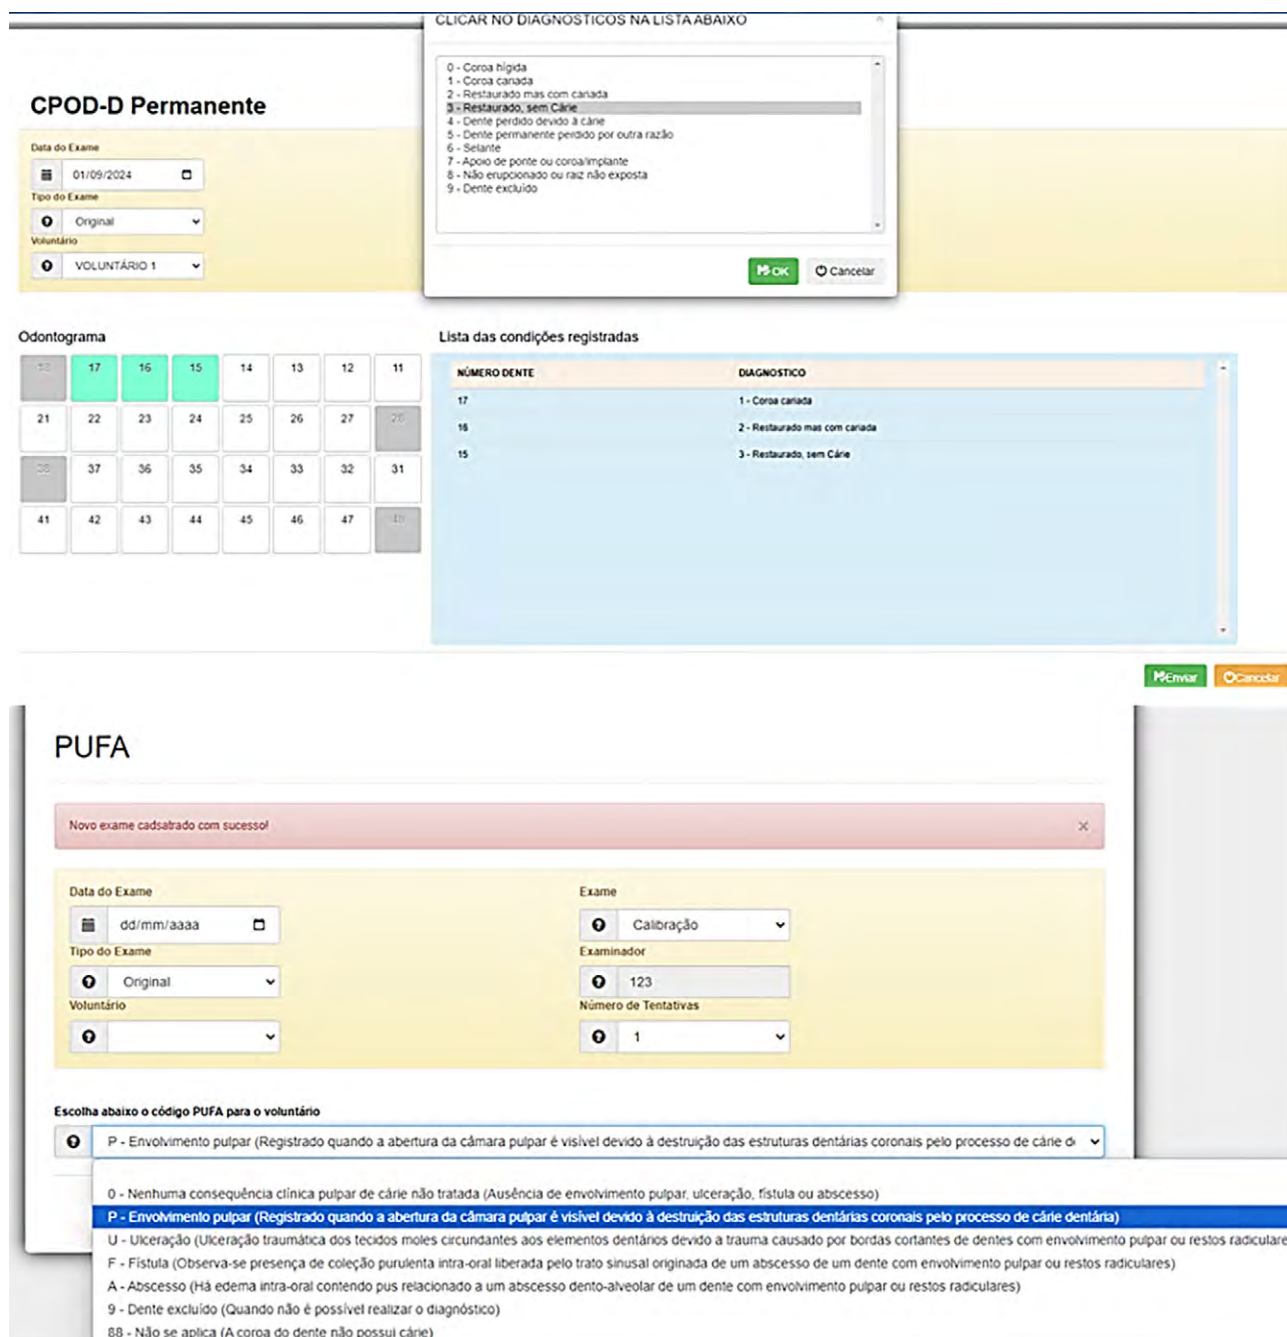 CLICAR NO DIAGNOSTICOS NA LISTA ABAIXO
0 - Coroa hígida
1 - Coroa cariada
2 - Restaurado mas com cariada
3 - Restaurado, sem Cárie
4 - Dente perdido devido à cárie
5 - Dente permanente perdido por outra razão
6 - Selante
7 - Apoio de ponte ou coroa/implante
8 - Não erupcionado ou raiz não exposta
9 - Dente excluído
OK Cancelar
CPOD-D Permanente
Data do Exame
01/09/2024
Tipo do Exame
Original
Voluntário
VOLUNTÁRIO 1
Odontograma
18 17 16 15 14 13 12 11
21 22 23 24 25 26 27 28
38 37 36 35 34 33 32 31
41 42 43 44 45 46 47 48
Lista das condições registradas
NÚMERO DENTE DIAGNOSTICO
17 1 - Coroa cariada
16 2 - Restaurado mas com cariada
15 3 - Restaurado, sem Cárie
Enviar Cancelar
PUFA
Novo exame cadsatrado com sucesso! ×
Data do Exame Exame
dd/mm/aaaa Calibração
Tipo do Exame Examinador
Original 123
Voluntário Número de Tentativas
1
Escolha abaixo o código PUFA para o voluntário
P - Envolvimento pulpar (Registrado quando a abertura da câmara pulpar é visível devido à destruição das estruturas dentárias coronais pelo processo de cárie d
0 - Nenhuma consequência clínica pulpar de cárie não tratada (Ausência de envolvimento pulpar, ulceração, fístula ou abscesso)
P - Envolvimento pulpar (Registrado quando a abertura da câmara pulpar é visível devido à destruição das estruturas dentárias coronais pelo processo de cárie dentária)
U - Ulceração (Ulceração traumática dos tecidos moles circundantes aos elementos dentários devido a trauma causado por bordas cortantes de dentes com envolvimento pulpar ou restos radiculare
F - Fístula (Observa-se presença de coleção purulenta intra-oral liberada pelo trato sinusal originada de um abscesso de um dente com envolvimento pulpar ou restos radiculares)
A - Abscesso (Há edema intra-oral contendo pus relacionado a um abscesso dento-alveolar de um dente com envolvimento pulpar ou restos radiculares)
9 - Dente excluído (Quando não é possível realizar o diagnóstico)
88 - Não se aplica (A coroa do dente não possui cárie)